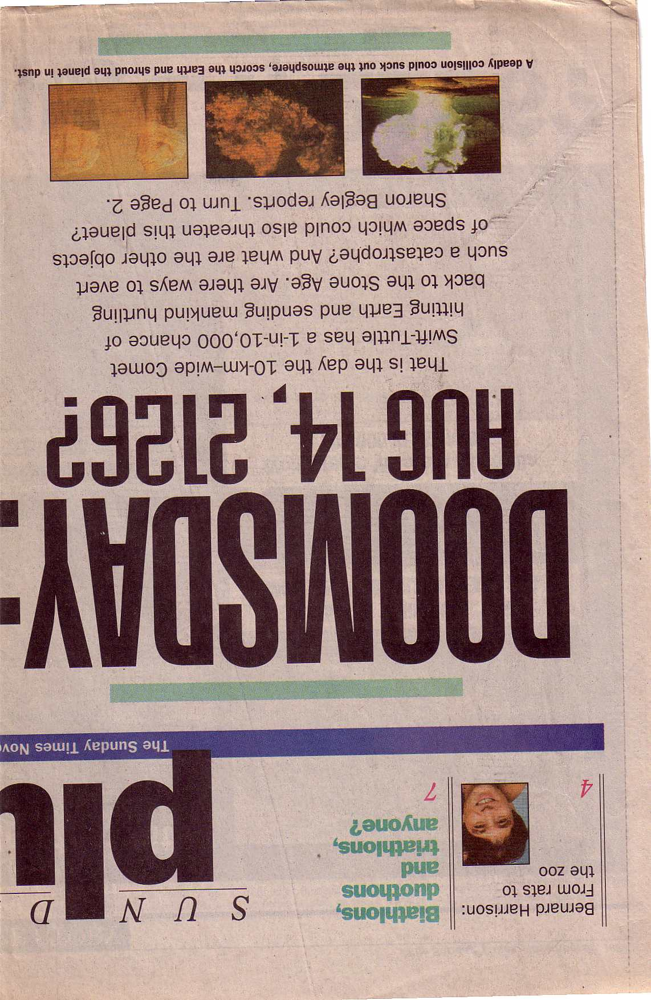 Bernard Harrison:
From rats to
the zoo
4
Biathlons,
duothons
and
triathlons,
anyone?
7
S U N D
plu
The Sunday Times Nove
DOOMSDAY:
AUG 14, 2126?
That is the day the 10-km–wide Comet
Swift-Tuttle has a 1-in-10,000 chance of
hitting Earth and sending mankind hurtling
back to the Stone Age. Are there ways to avert
such a catastrophe? And what are the other objects
of space which could also threaten this planet?
Sharon Begley reports. Turn to Page 2.
A deadly collision could suck out the atmosphere, scorch the Earth and shroud the planet in dust.